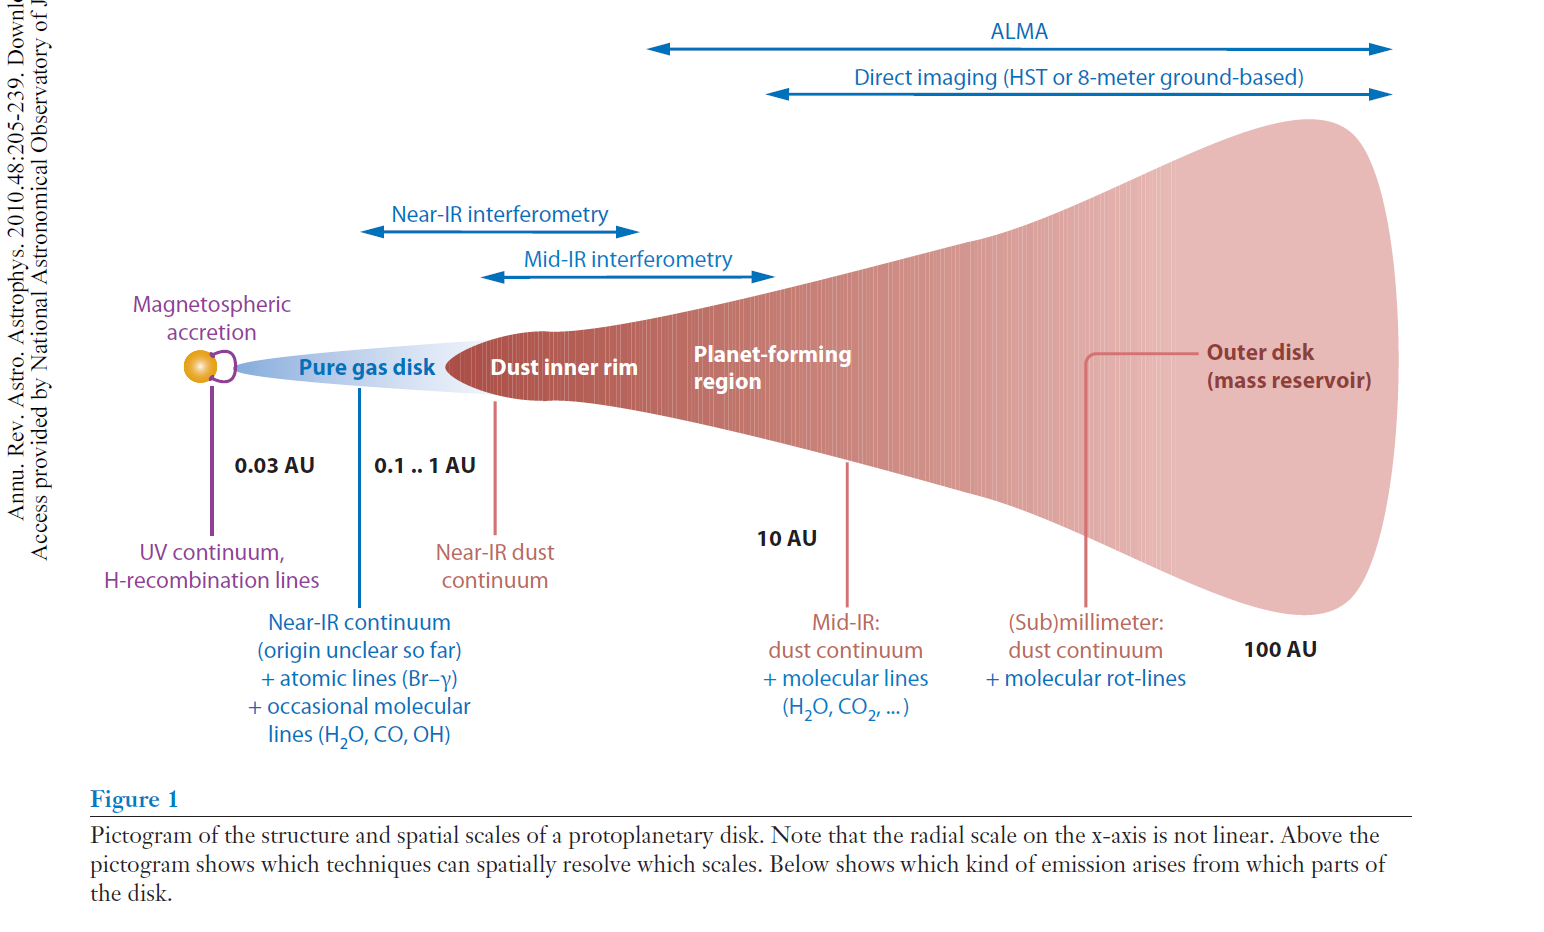 Annu. Rev. Astro. Astrophys. 2010.48:205-239.
Access provided by National Astronomical Observatory of
ALMA
Direct imaging (HST or 8-meter ground-based)
Near-IR interferometry
Mid-IR interferometry
Magnetospheric
accretion
Pure gas disk
Dust inner rim
Planet-forming
region
Outer disk
(mass reservoir)
0.03 AU
0.1 .. 1 AU
10 AU
100 AU
UV continuum,
H-recombination lines
Near-IR dust
continuum
Near-IR continuum
(origin unclear so far)
+ atomic lines (Br–γ)
+ occasional molecular
lines (H₂O, CO, OH)
Mid-IR:
dust continuum
+ molecular lines
(H₂O, CO₂, ... )
(Sub)millimeter:
dust continuum
+ molecular rot-lines
Figure 1
Pictogram of the structure and spatial scales of a protoplanetary disk. Note that the radial scale on the x-axis is not linear. Above the
pictogram shows which techniques can spatially resolve which scales. Below shows which kind of emission arises from which parts of
the disk.